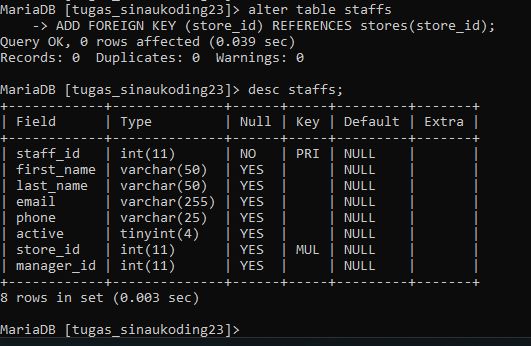 MariaDB [tugas_sinaukoding23]> alter table staffs
    -> ADD FOREIGN KEY (store_id) REFERENCES stores(store_id);
Query OK, 0 rows affected (0.039 sec)
Records: 0  Duplicates: 0  Warnings: 0

MariaDB [tugas_sinaukoding23]> desc staffs;
+------------+--------------+------+-----+---------+-------+
| Field      | Type         | Null | Key | Default | Extra |
+------------+--------------+------+-----+---------+-------+
| staff_id   | int(11)      | NO   | PRI | NULL    |       |
| first_name | varchar(50)  | YES  |     | NULL    |       |
| last_name  | varchar(50)  | YES  |     | NULL    |       |
| email      | varchar(255) | YES  |     | NULL    |       |
| phone      | varchar(25)  | YES  |     | NULL    |       |
| active     | tinyint(4)   | YES  |     | NULL    |       |
| store_id   | int(11)      | YES  | MUL | NULL    |       |
| manager_id | int(11)      | YES  |     | NULL    |       |
+------------+--------------+------+-----+---------+-------+
8 rows in set (0.003 sec)

MariaDB [tugas_sinaukoding23]>